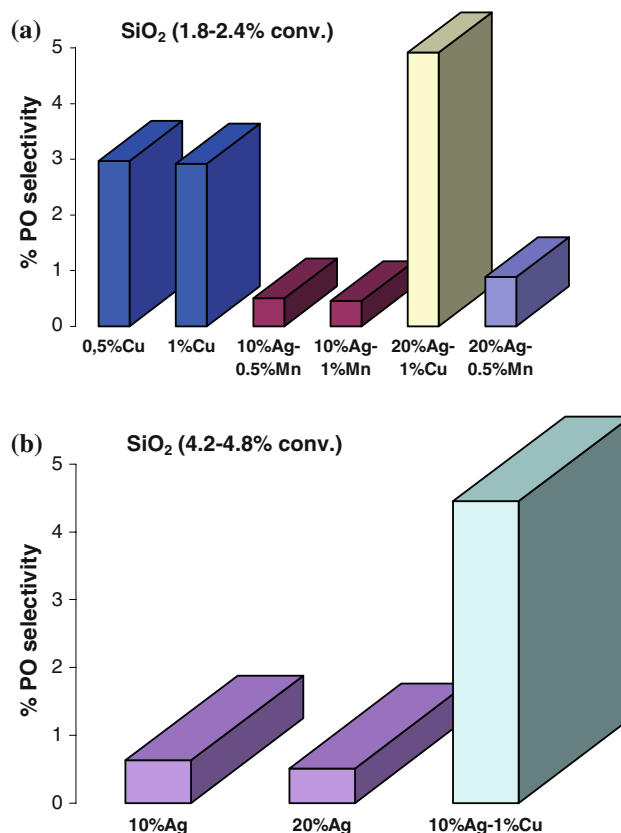 (a)
SiO₂ (1.8-2.4% conv.)
% PO selectivity
5
4
3
2
1
0
0,5%Cu
1%Cu
10%Ag-
0.5%Mn
10%Ag-
1%Mn
20%Ag-
1%Cu
20%Ag-
0.5%Mn
(b)
SiO₂ (4.2-4.8% conv.)
% PO selectivity
5
4
3
2
1
0
10%Ag
20%Ag
10%Ag-1%Cu